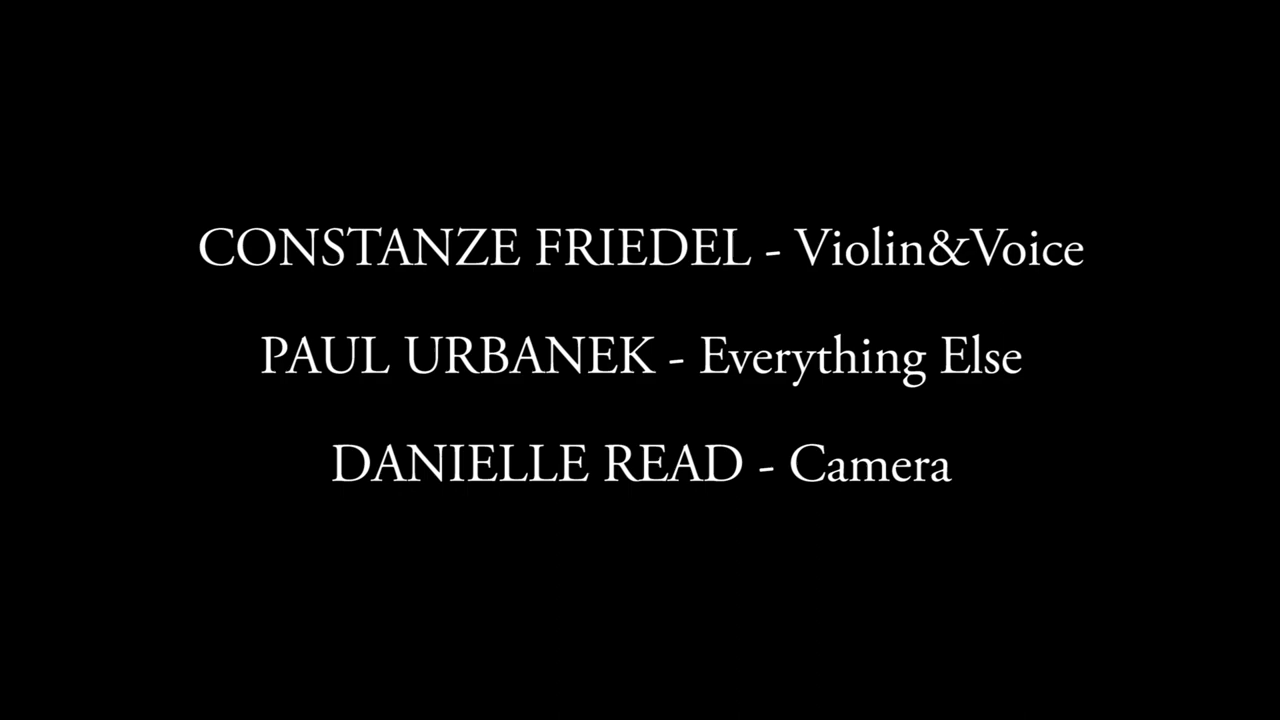 CONSTANZE FRIEDEL - Violin&Voice
PAUL URBANEK - Everything Else
DANIELLE READ - Camera